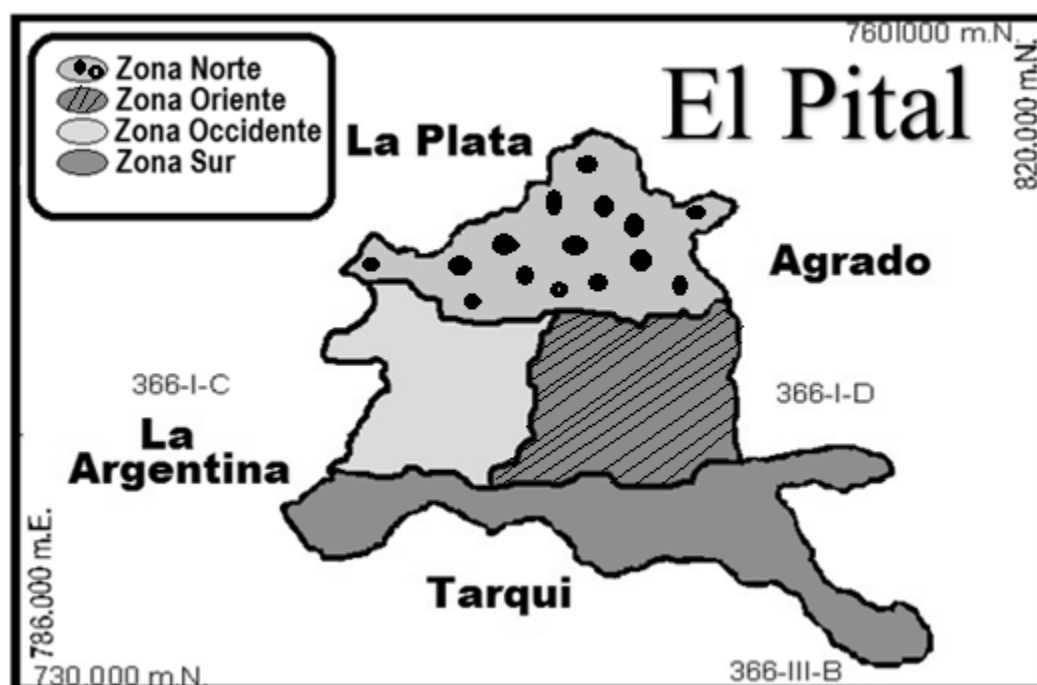 7601000 m.N.
820.000 m.N.
Zona Norte
Zona Oriente
Zona Occidente
Zona Sur
El Pital
La Plata
Agrado
366-I-C
366-I-D
La
Argentina
Tarqui
786.000 m.E.
730.000 m.N.
366-III-B